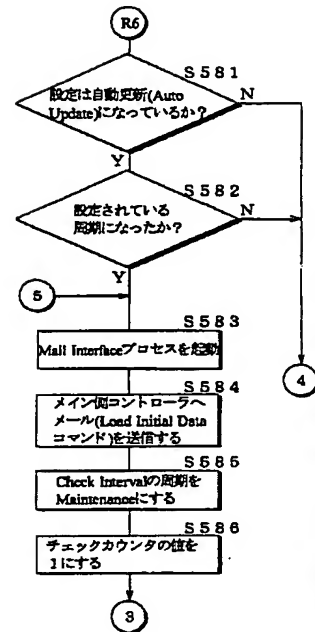 R6
S581
設定は自動更新(Auto
Update)になっているか?
N
Y
S582
設定されている
周期になったか?
N
Y
5
S583
Mail Interfaceプロセスを起動
4
S584
メイン側コントローラへ
メール(Load Initial Data
コマンド)を送信する
S585
Check Intervalの周期を
Maintenanceにする
S586
チェックカウンタの値を
1にする
3